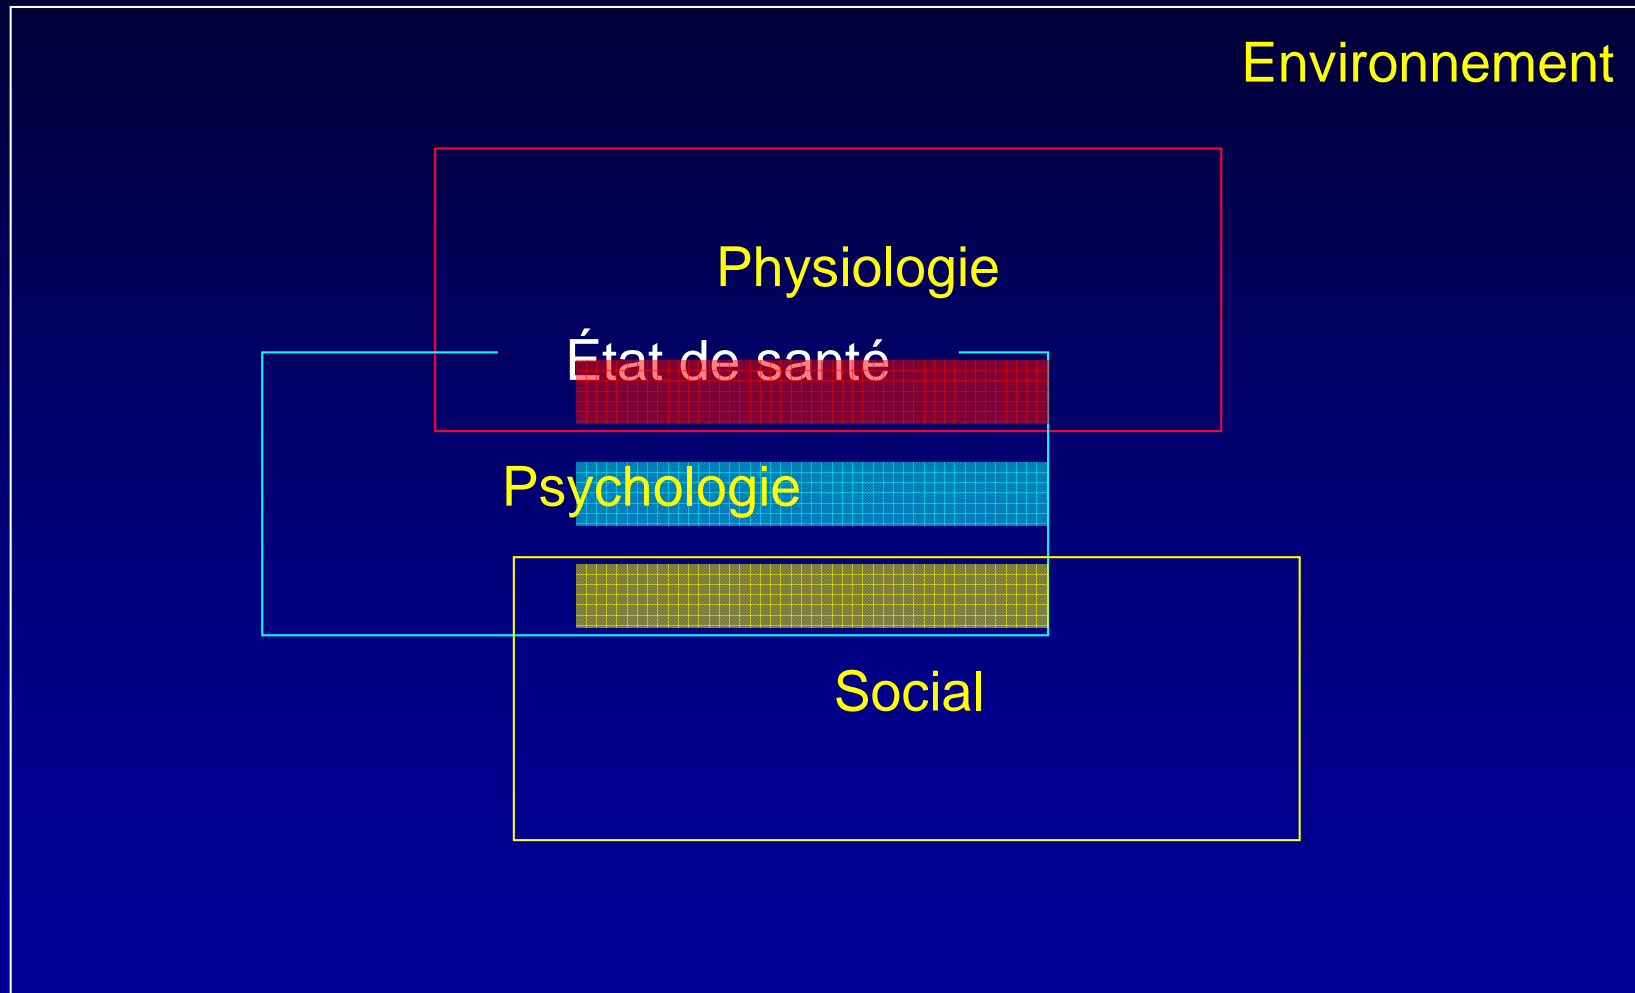 Environnement
Physiologie
État de santé
Psychologie
Social